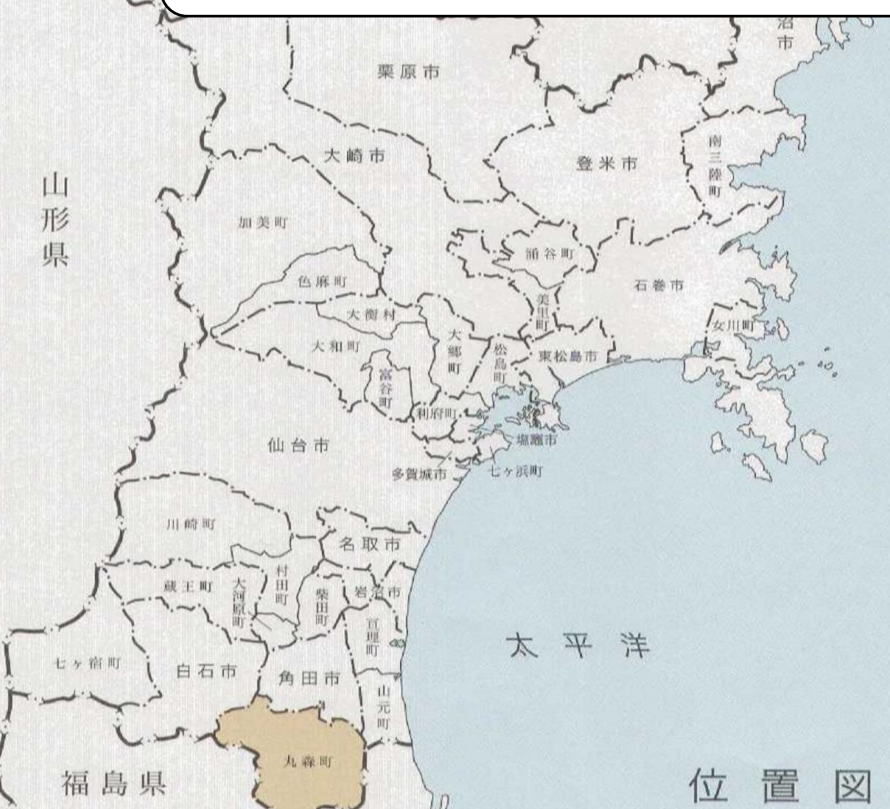 沼市
栗原市
大崎市
登米市
南三陸町
山形県
加美町
涌谷町
色麻町
石巻市
美里町
大衡村
女川町
大和町
大郷町
松島町
東松島市
富谷町
利府町
仙台市
塩竈市
多賀城市
七ヶ浜町
川崎町
名取市
村田町
蔵王町
大河原町
柴田町
岩沼市
亘理町
太平洋
七ヶ宿町
白石市
角田市
山元町
丸森町
福島県
位置図